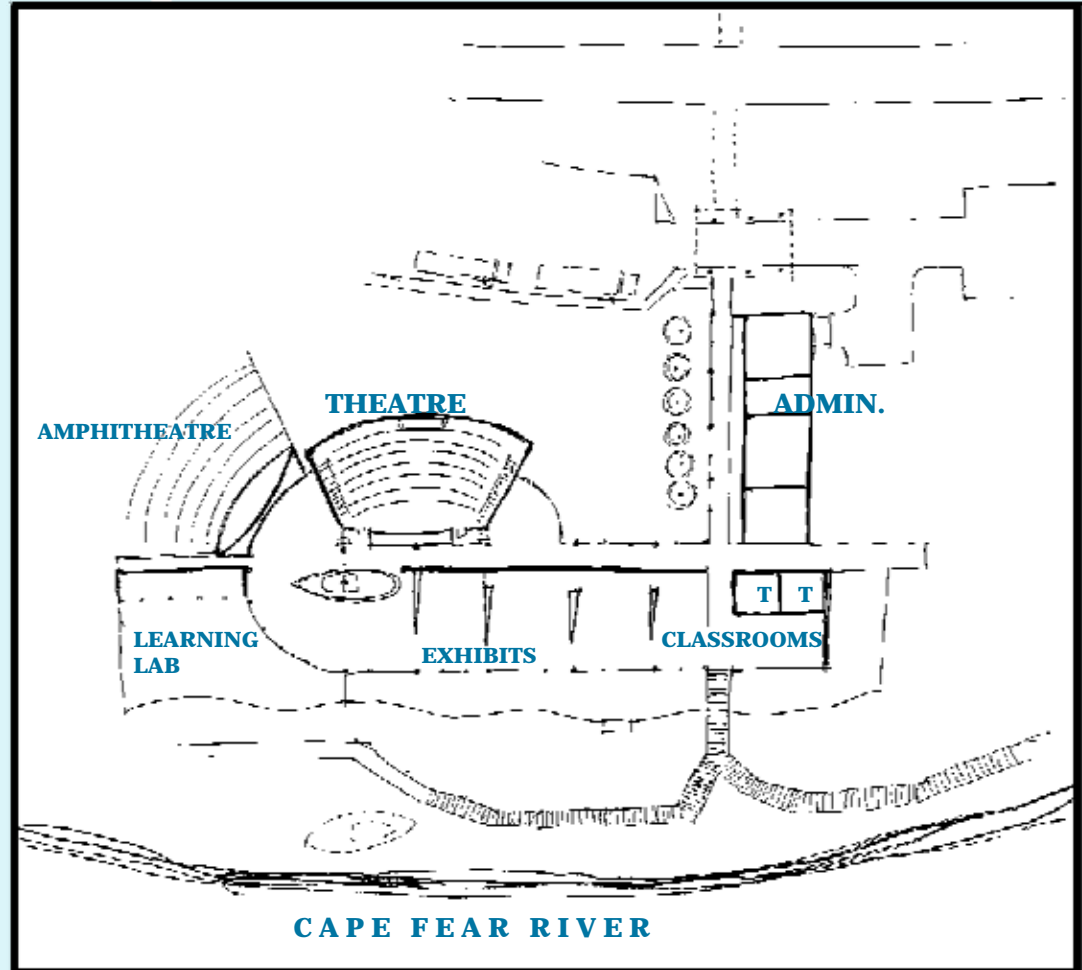 THEATRE
ADMIN.
AMPHITHEATRE
T T
LEARNING
LAB
EXHIBITS
CLASSROOMS
CAPE FEAR RIVER